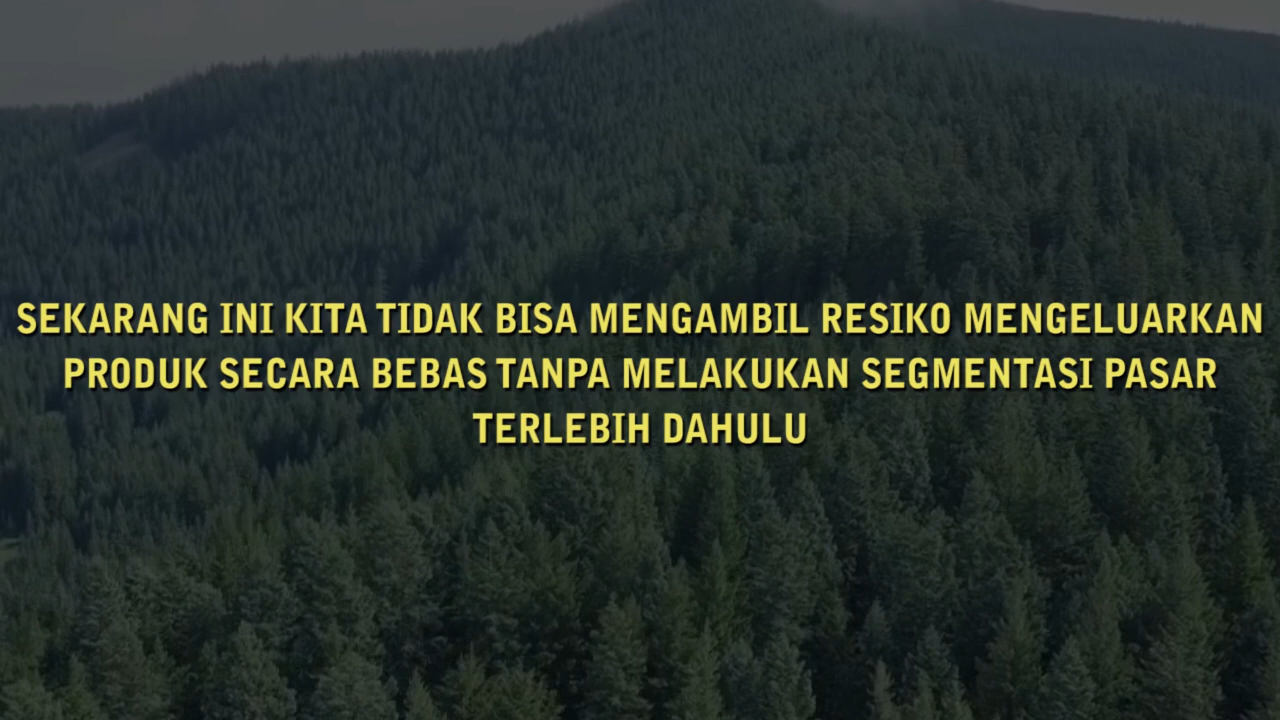 SEKARANG INI KITA TIDAK BISA MENGAMBIL RESIKO MENGELUARKAN
PRODUK SECARA BEBAS TANPA MELAKUKAN SEGMENTASI PASAR
TERLEBIH DAHULU